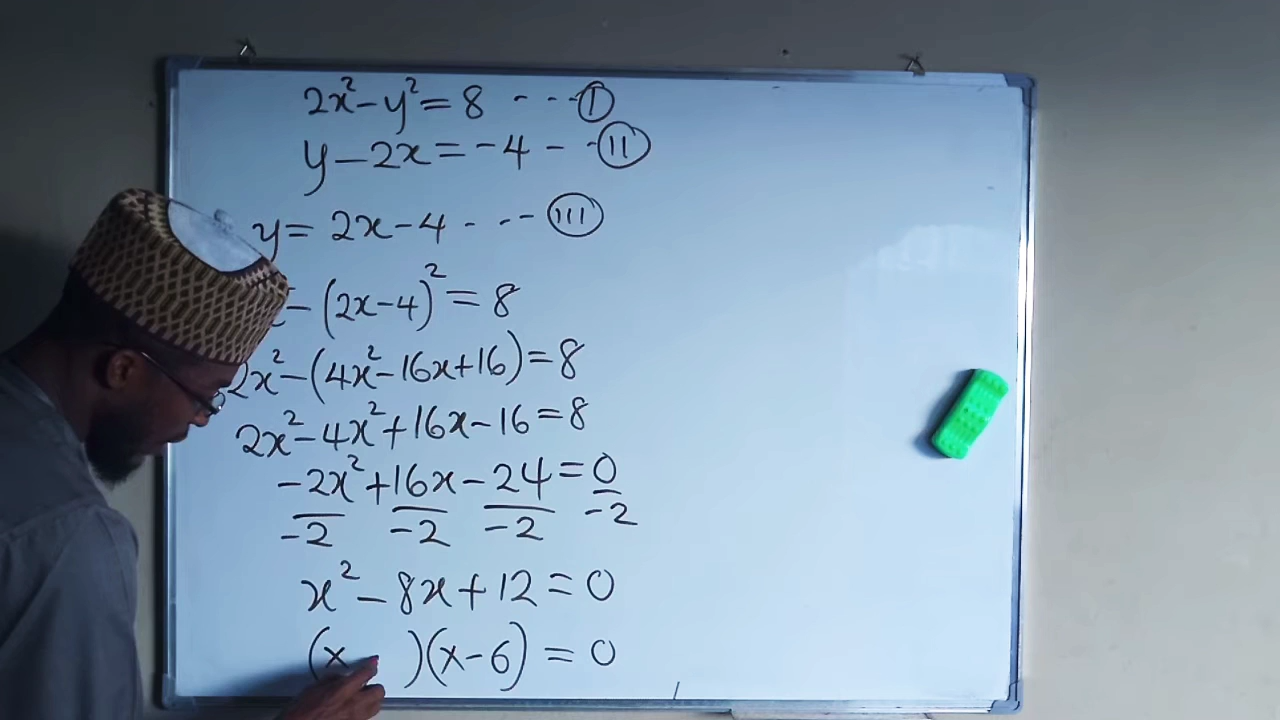 2x² - y² = 8 - - - (I)
y - 2x = -4 - - (II)
y = 2x - 4 - - - (III)
- (2x - 4)² = 8
2x² - (4x² - 16x + 16) = 8
2x² - 4x² + 16x - 16 = 8
-2x² + 16x - 24 = 0
-2 -2 -2 -2
x² - 8x + 12 = 0
(x )(x - 6) = 0